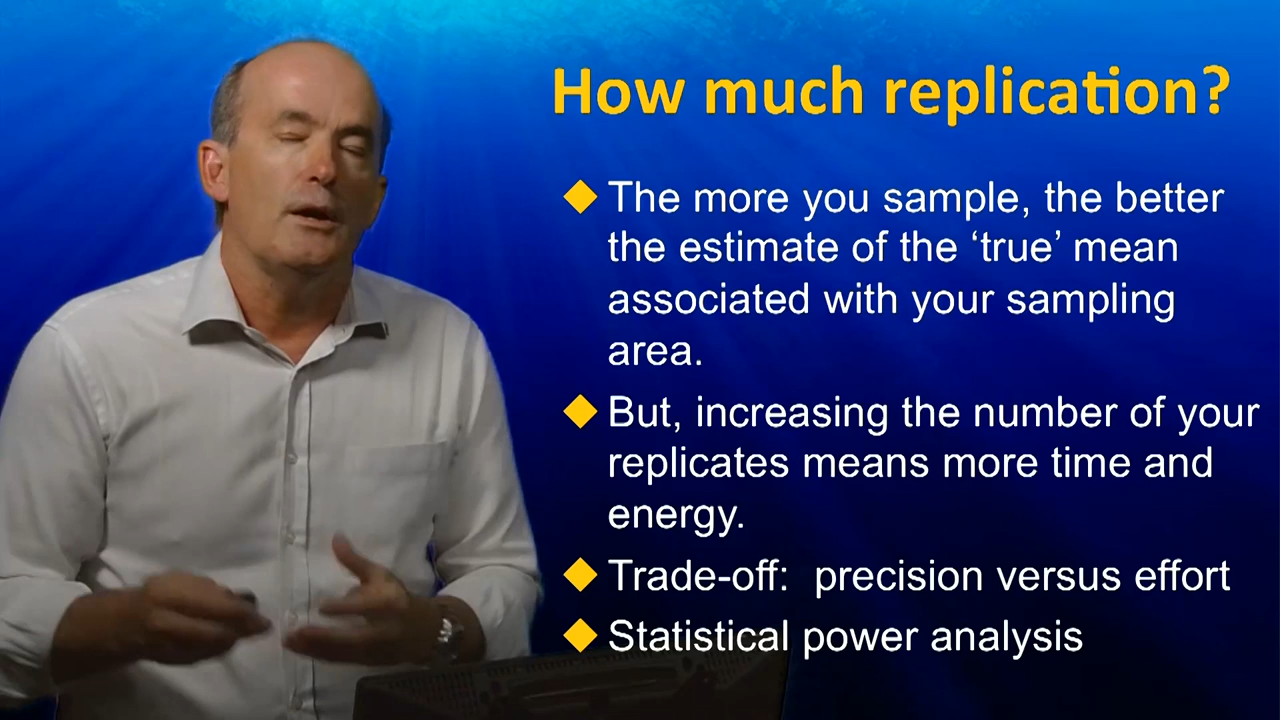 How much replication?
The more you sample, the better
the estimate of the ‘true’ mean
associated with your sampling
area.
But, increasing the number of your
replicates means more time and
energy.
Trade-off:  precision versus effort
Statistical power analysis